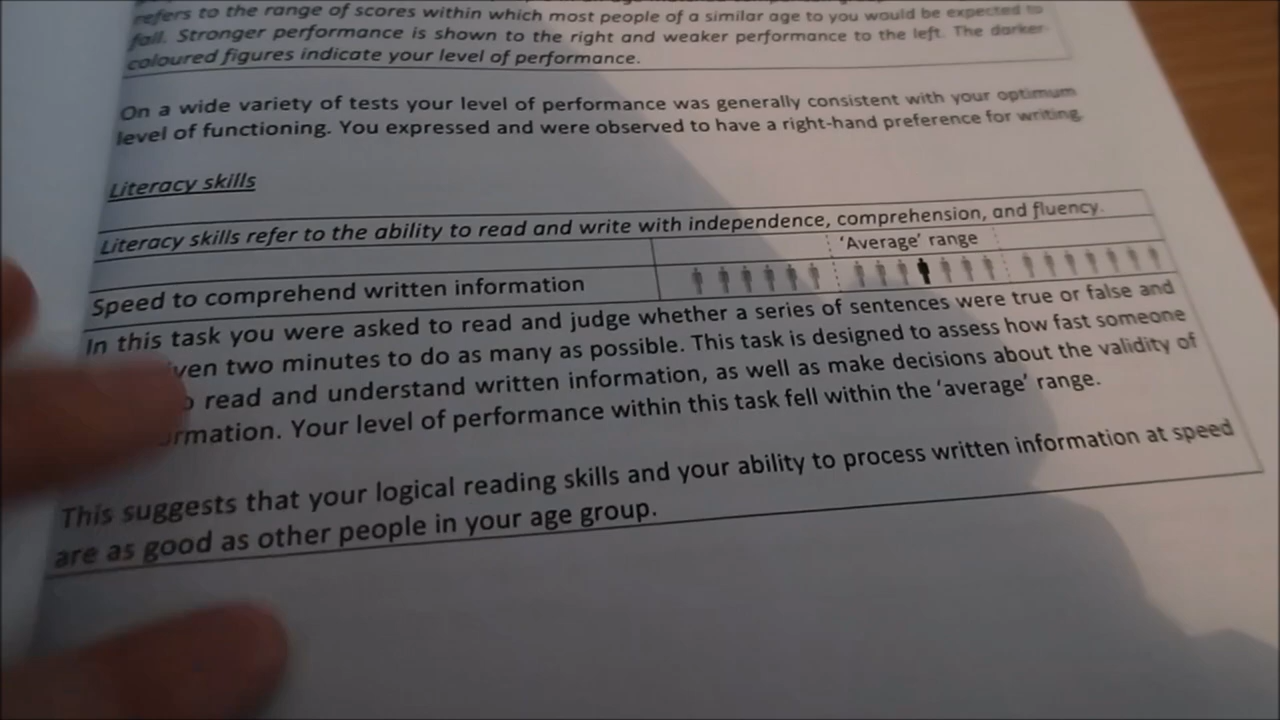 refers to the range of scores within which most people of a similar age to you would be expected to
fall. Stronger performance is shown to the right and weaker performance to the left. The darker
coloured figures indicate your level of performance.
On a wide variety of tests your level of performance was generally consistent with your optimum
level of functioning. You expressed and were observed to have a right-hand preference for writing.
Literacy skills
Literacy skills refer to the ability to read and write with independence, comprehension, and fluency.
'Average' range
Speed to comprehend written information
In this task you were asked to read and judge whether a series of sentences were true or false and
ven two minutes to do as many as possible. This task is designed to assess how fast someone
read and understand written information, as well as make decisions about the validity of
rmation. Your level of performance within this task fell within the 'average' range.
This suggests that your logical reading skills and your ability to process written information at speed
are as good as other people in your age group.